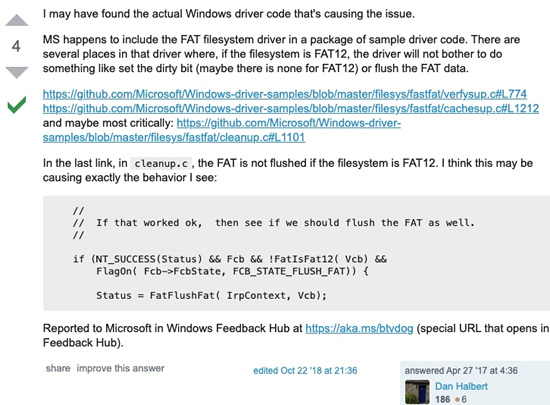 I may have found the actual Windows driver code that's causing the issue.
4
MS happens to include the FAT filesystem driver in a package of sample driver code. There are
several places in that driver where, if the filesystem is FAT12, the driver will not bother to do
something like set the dirty bit (maybe there is none for FAT12) or flush the FAT data.
https://github.com/Microsoft/Windows-driver-samples/blob/master/filesys/fastfat/verfysup.c#L774
https://github.com/Microsoft/Windows-driver-samples/blob/master/filesys/fastfat/cachesup.c#L1212
and maybe most critically: https://github.com/Microsoft/Windows-driver-
samples/blob/master/filesys/fastfat/cleanup.c#L1101
In the last link, in cleanup.c, the FAT is not flushed if the filesystem is FAT12. I think this may be
causing exactly the behavior I see:
//
// If that worked ok, then see if we should flush the FAT as well.
//
if (NT_SUCCESS(Status) && Fcb && !FatIsFat12( Vcb) &&
FlagOn( Fcb->FcbState, FCB_STATE_FLUSH_FAT)) {
Status = FatFlushFat( IrpContext, Vcb);
Reported to Microsoft in Windows Feedback Hub at https://aka.ms/btvdog (special URL that opens in
Feedback Hub).
share improve this answer
edited Oct 22 '18 at 21:36
answered Apr 27 '17 at 4:36
Dan Halbert
186 6